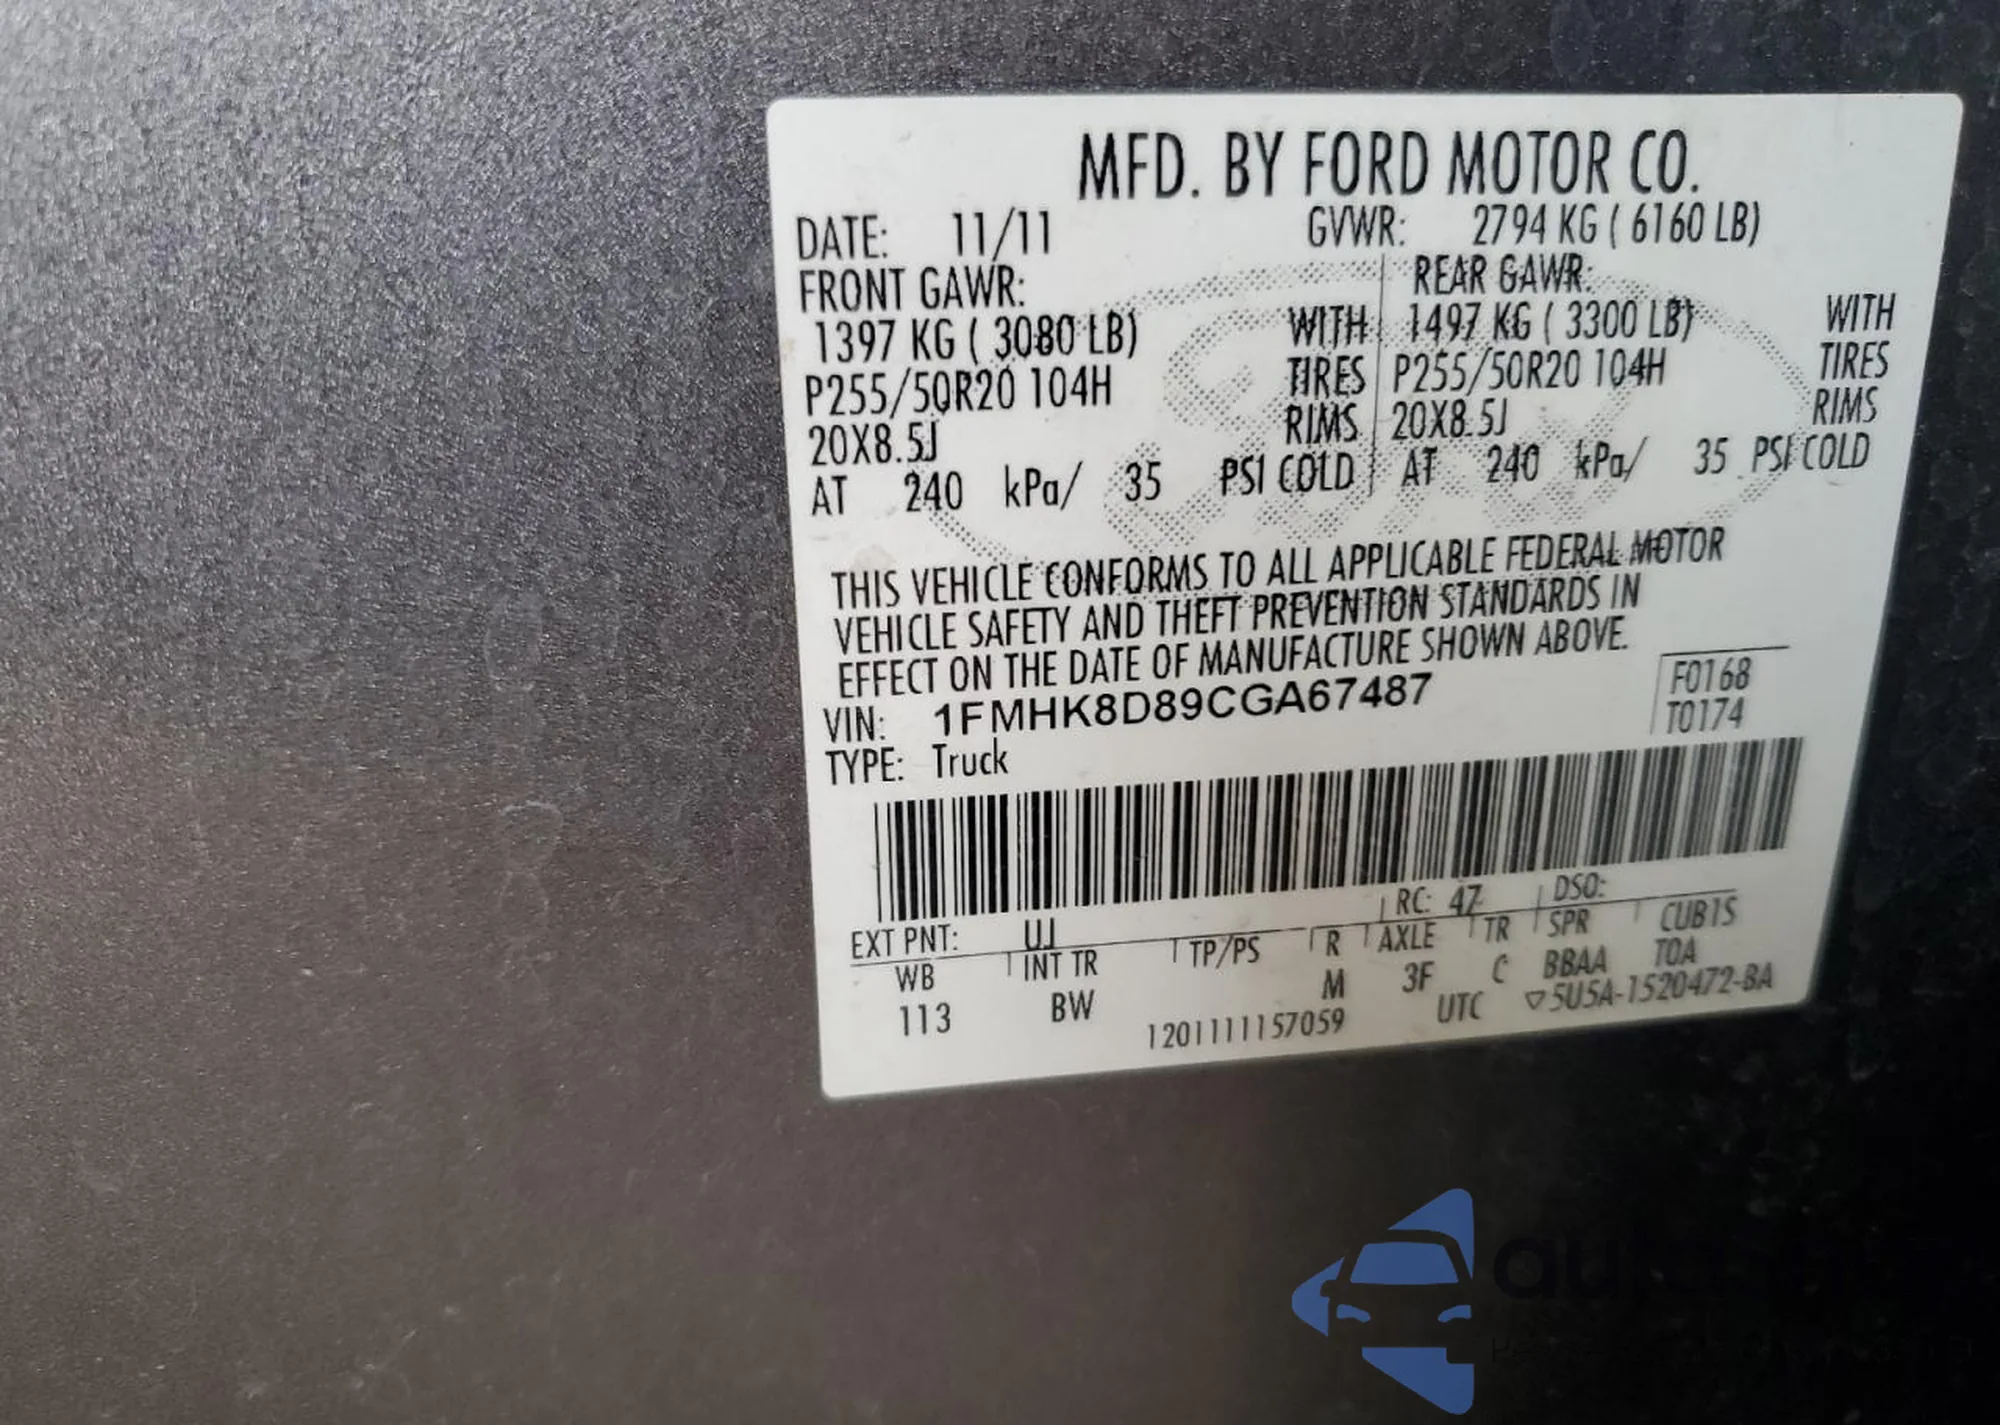 MFD. BY FORD MOTOR CO.
DATE: 11/11 GVWR: 2794 KG ( 6160 LB)
FRONT GAWR: REAR GAWR:
1397 KG ( 3080 LB) WITH 1497 KG ( 3300 LB) WITH
P255/50R20 104H TIRES P255/50R20 104H TIRES
20X8.5J RIMS 20X8.5J RIMS
AT 240 kPa/ 35 PSI COLD AT 240 kPa/ 35 PSI COLD
THIS VEHICLE CONFORMS TO ALL APPLICABLE FEDERAL MOTOR
VEHICLE SAFETY AND THEFT PREVENTION STANDARDS IN
EFFECT ON THE DATE OF MANUFACTURE SHOWN ABOVE.
VIN: 1FMHK8D89CGA67487 F0168
TYPE: Truck T0174
EXT PNT: UJ RC: 47 DSO:
WB INT TR TP/PS R AXLE TR SPR CUB1S
113 BW M 3F C BBAA TOA
1201111157059 UTC ▽5U5A-1520472-BA